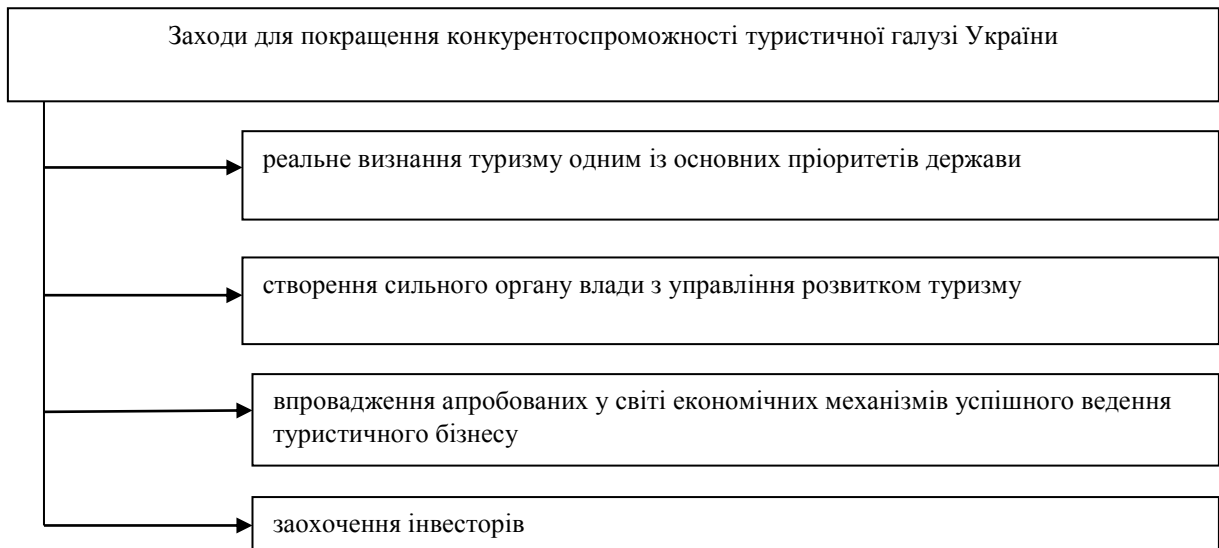 Заходи для покращення конкурентоспроможності туристичної галузі України
реальне визнання туризму одним із основних пріоритетів держави
створення сильного органу влади з управління розвитком туризму
впровадження апробованих у світі економічних механізмів успішного ведення
туристичного бізнесу
заохочення інвесторів